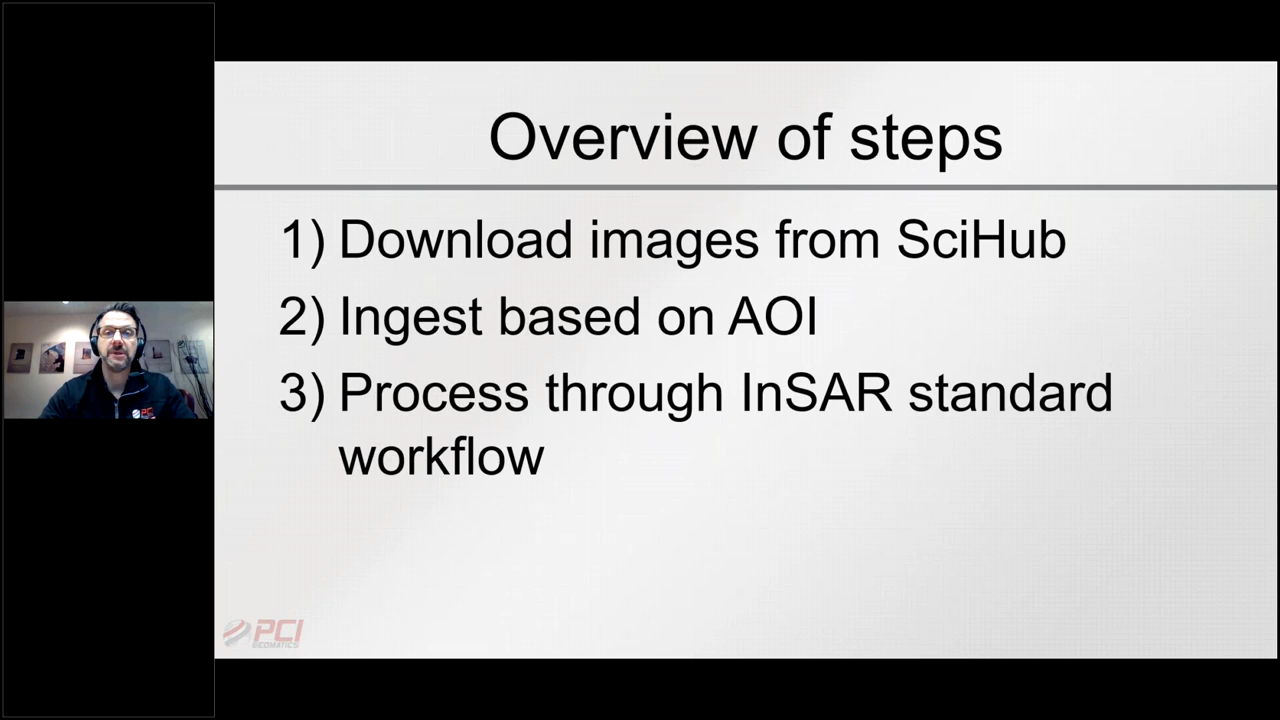 Overview of steps
1) Download images from SciHub
2) Ingest based on AOI
3) Process through InSAR standard
workflow
PCI
GEOMATICS
PCI